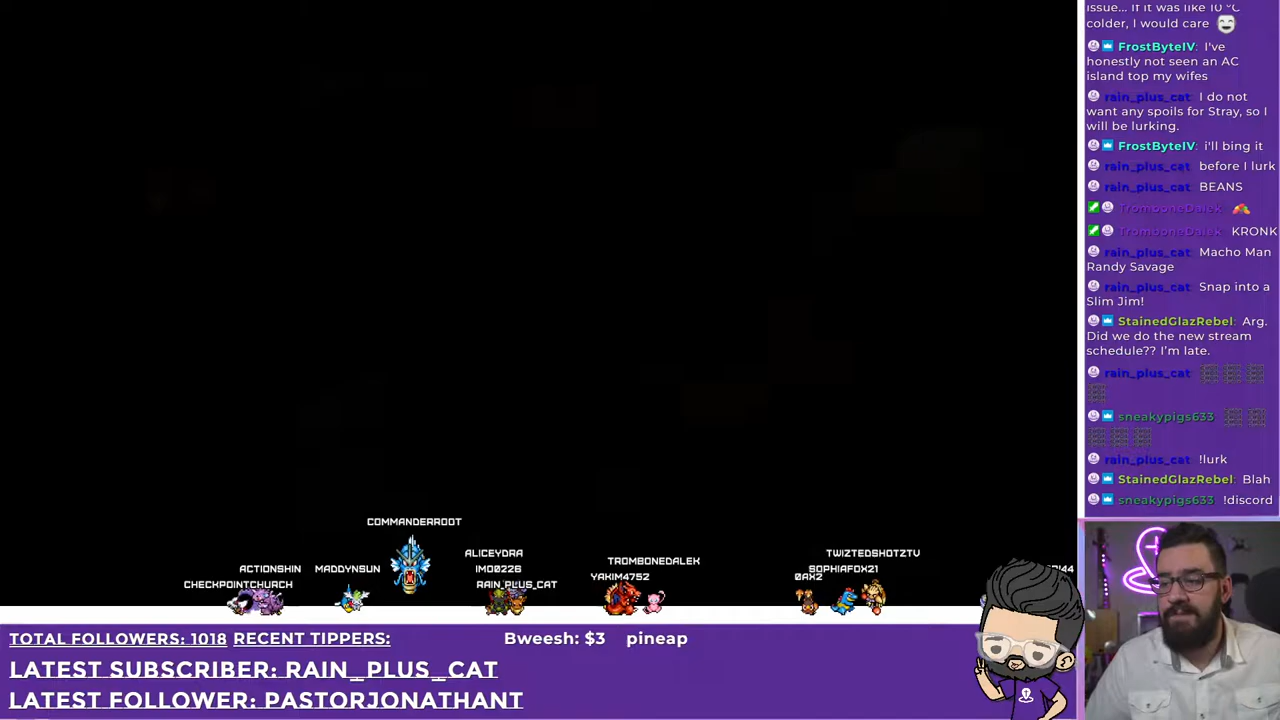 issue... If it was like 10 °C
colder, I would care
FrostByteIV: I've
honestly not seen an AC
island top my wifes
rain_plus_cat: I do not
want any spoils for Stray, so I
will be lurking.
FrostByteIV: i'll bing it
rain_plus_cat: before I lurk
rain_plus_cat: BEANS
TromboneDalek:
TromboneDalek: KRONK
rain_plus_cat: Macho Man
Randy Savage
rain_plus_cat: Snap into a
Slim Jim!
StainedGlazRebel: Arg.
Did we do the new stream
schedule?? I'm late.
rain_plus_cat:
sneakypigs633:
rain_plus_cat: !lurk
StainedGlazRebel: Blah
sneakypigs633: !discord
COMMANDERROOT
ALICEYDRA
TWIZTEDSHOTZTV
TROMBONEDALEK
ACTIONSHIN
MADDYNSUN
IMO0226
SOPHIAFOX21
YAKIM4752
0AX2
CHECKPOINTCHURCH
RAIN_PLUS_CAT
TOTAL FOLLOWERS: 1018 RECENT TIPPERS:
Bweesh: $3 pineap
LATEST SUBSCRIBER: RAIN_PLUS_CAT
LATEST FOLLOWER: PASTORJONATHANT